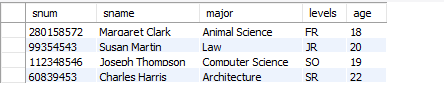 snum sname major levels age
280158572 Margaret Clark Animal Science FR 18
99354543 Susan Martin Law JR 20
112348546 Joseph Thompson Computer Science SO 19
60839453 Charles Harris Architecture SR 22